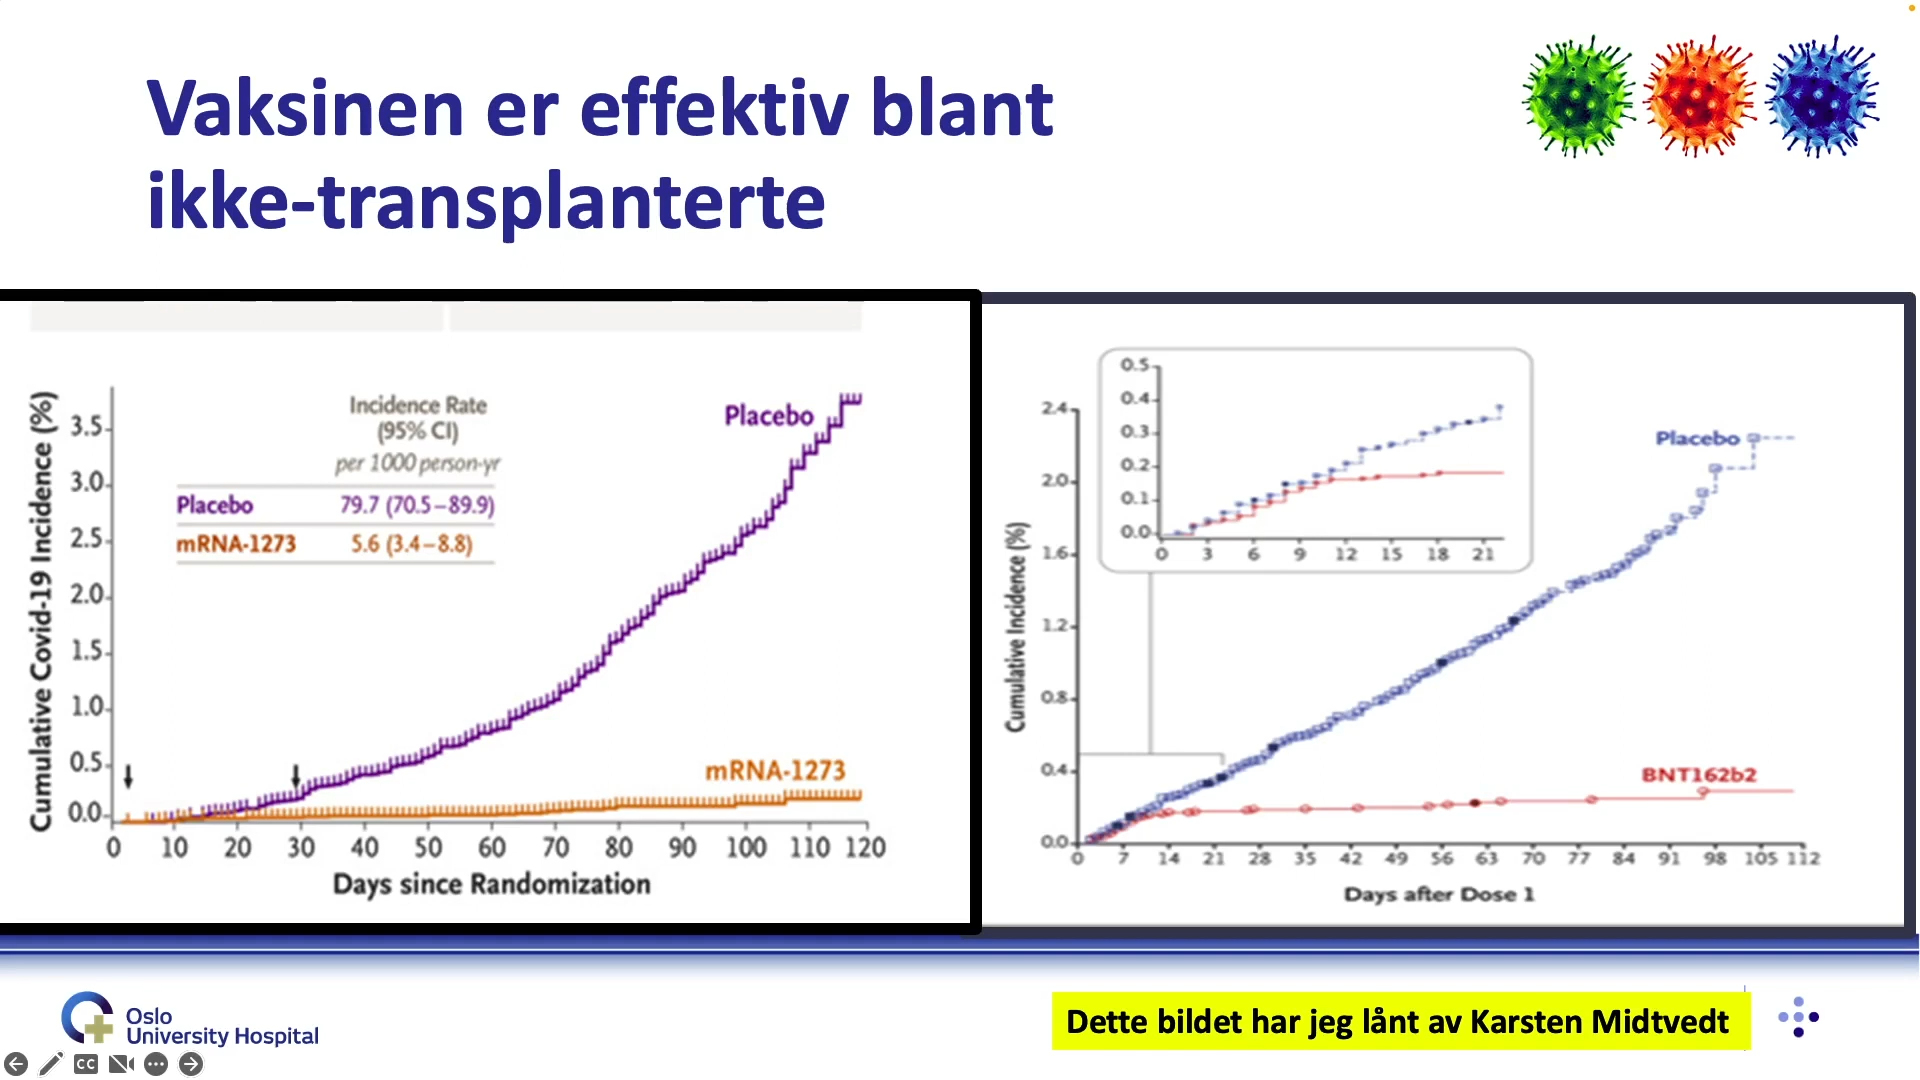 Vaksinen er effektiv blant
ikke-transplanterte
Cumulative Covid-19 Incidence (%)
3.5
3.0
2.5
2.0
1.5
1.0
0.5
0.0
Incidence Rate
(95% CI)
per 1000 person-yr
Placebo 79.7 (70.5–89.9)
mRNA-1273 5.6 (3.4–8.8)
Placebo
mRNA-1273
0 10 20 30 40 50 60 70 80 90 100 110 120
Days since Randomization
Cumulative Incidence (%)
2.4
2.0
1.6
1.2
0.8
0.4
0.0
0.5
0.4
0.3
0.2
0.1
0.0
0 3 6 9 12 15 18 21
Placebo
BNT162b2
0 7 14 21 28 35 42 49 56 63 70 77 84 91 98 105 112
Days after Dose 1
Oslo
University Hospital
Dette bildet har jeg lånt av Karsten Midtvedt
CC